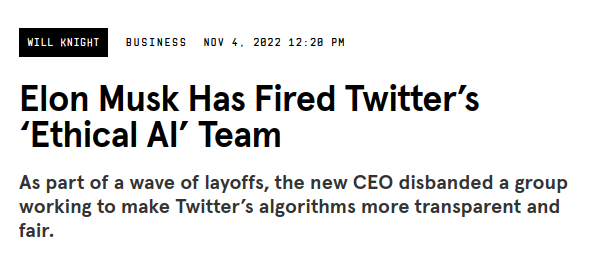 WILL KNIGHT BUSINESS NOV 4, 2022 12:20 PM
Elon Musk Has Fired Twitter’s
‘Ethical AI’ Team
As part of a wave of layoffs, the new CEO disbanded a group
working to make Twitter’s algorithms more transparent and
fair.